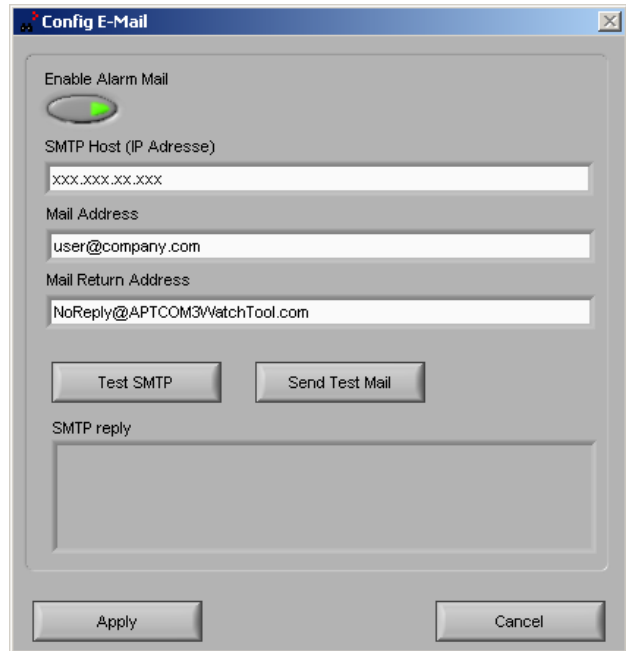 Config E-Mail
Enable Alarm Mail
SMTP Host (IP Adresse)
xxx.xxx.xx.xxx
Mail Address
user@company.com
Mail Return Address
NoReply@APTCOM3WatchTool.com
Test SMTP
Send Test Mail
SMTP reply
Apply
Cancel